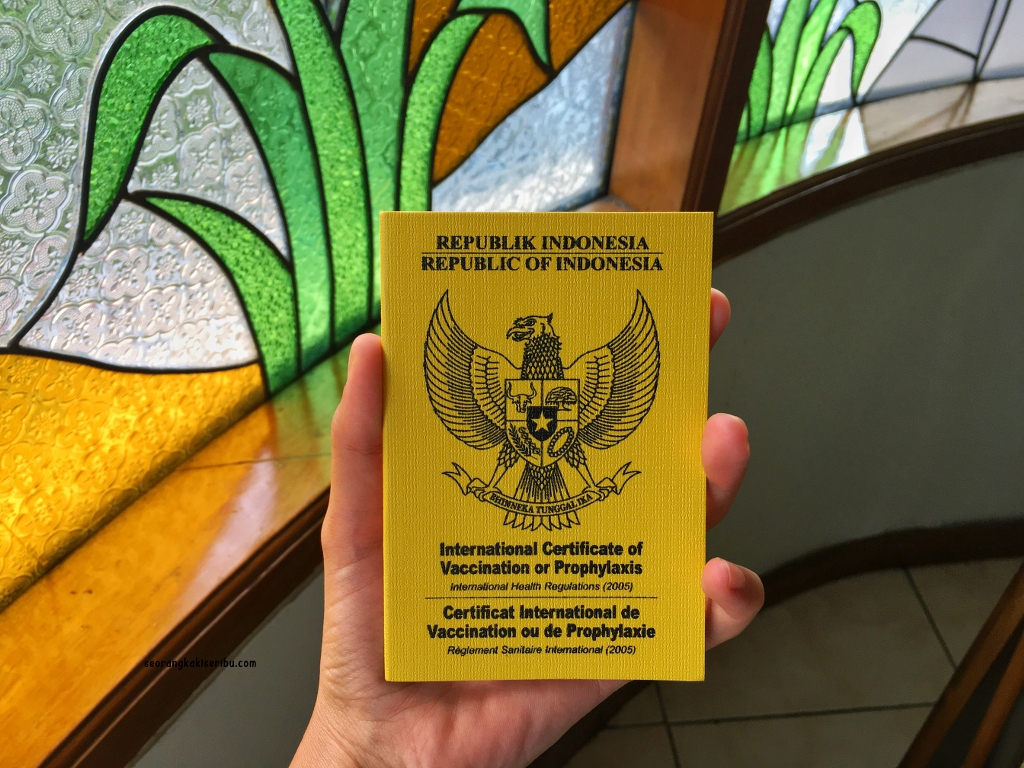 REPUBLIK INDONESIA
REPUBLIC OF INDONESIA
BHINNEKA TUNGGAL IKA
International Certificate of
Vaccination or Prophylaxis
International Health Regulations (2005)
Certificat International de
Vaccination ou de Prophylaxie
Règlement Sanitaire International (2005)
seorangkakiseribu.com